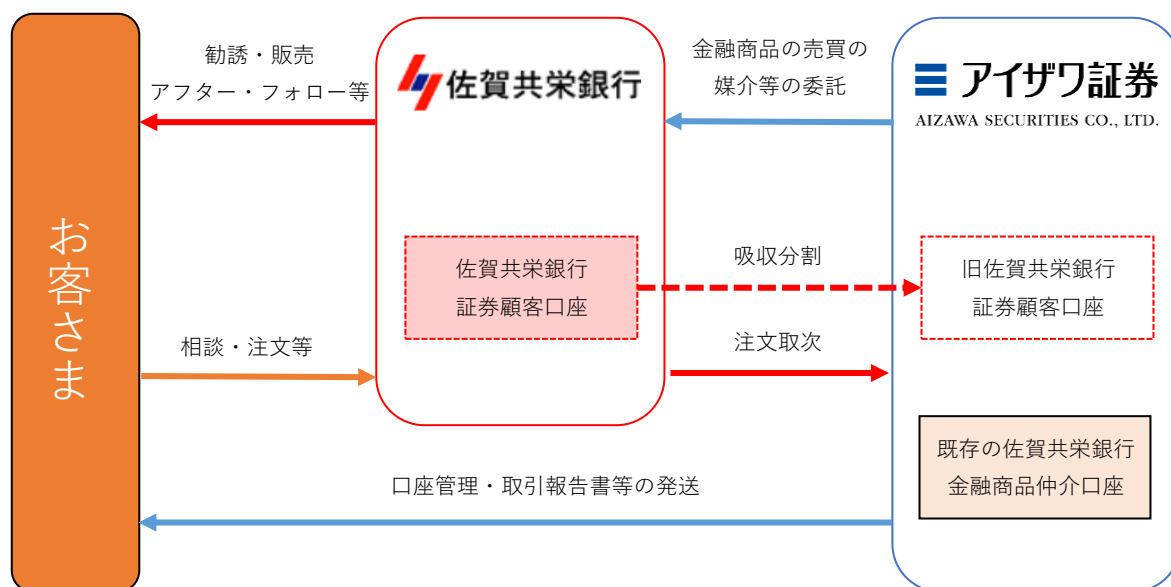 お客さま
勧誘・販売
アフター・フォロー等
佐賀共栄銀行
金融商品の売買の
媒介等の委託
アイザワ証券
AIZAWA SECURITIES CO., LTD.
佐賀共栄銀行
証券顧客口座
吸収分割
旧佐賀共栄銀行
証券顧客口座
相談・注文等
注文取次
既存の佐賀共栄銀行
金融商品仲介口座
口座管理・取引報告書等の発送